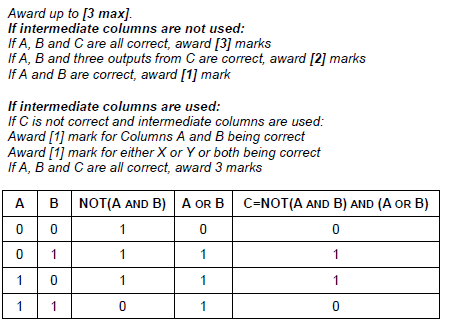 Award up to [3 max].
If intermediate columns are not used:
If A, B and C are all correct, award [3] marks
If A, B and three outputs from C are correct, award [2] marks
If A and B are correct, award [1] mark
If intermediate columns are used:
If C is not correct and intermediate columns are used:
Award [1] mark for Columns A and B being correct
Award [1] mark for either X or Y or both being correct
If A, B and C are all correct, award 3 marks
A B NOT(A AND B) A OR B C=NOT(A AND B) AND (A OR B)
0 0 1 0 0
0 1 1 1 1
1 0 1 1 1
1 1 0 1 0